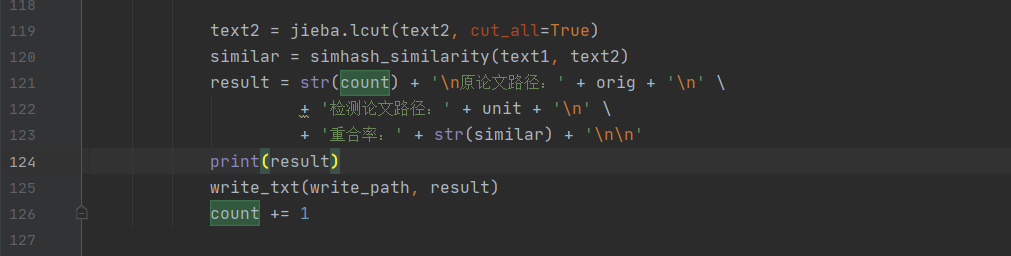 118
119 text2 = jieba.lcut(text2, cut_all=True)
120 similar = simhash_similarity(text1, text2)
121 result = str(count) + '\n原论文路径：' + orig + '\n' \
122 + '检测论文路径：' + unit + '\n' \
123 + '重合率：' + str(similar) + '\n\n'
124 print(result)
125 write_txt(write_path, result)
126 count += 1
127